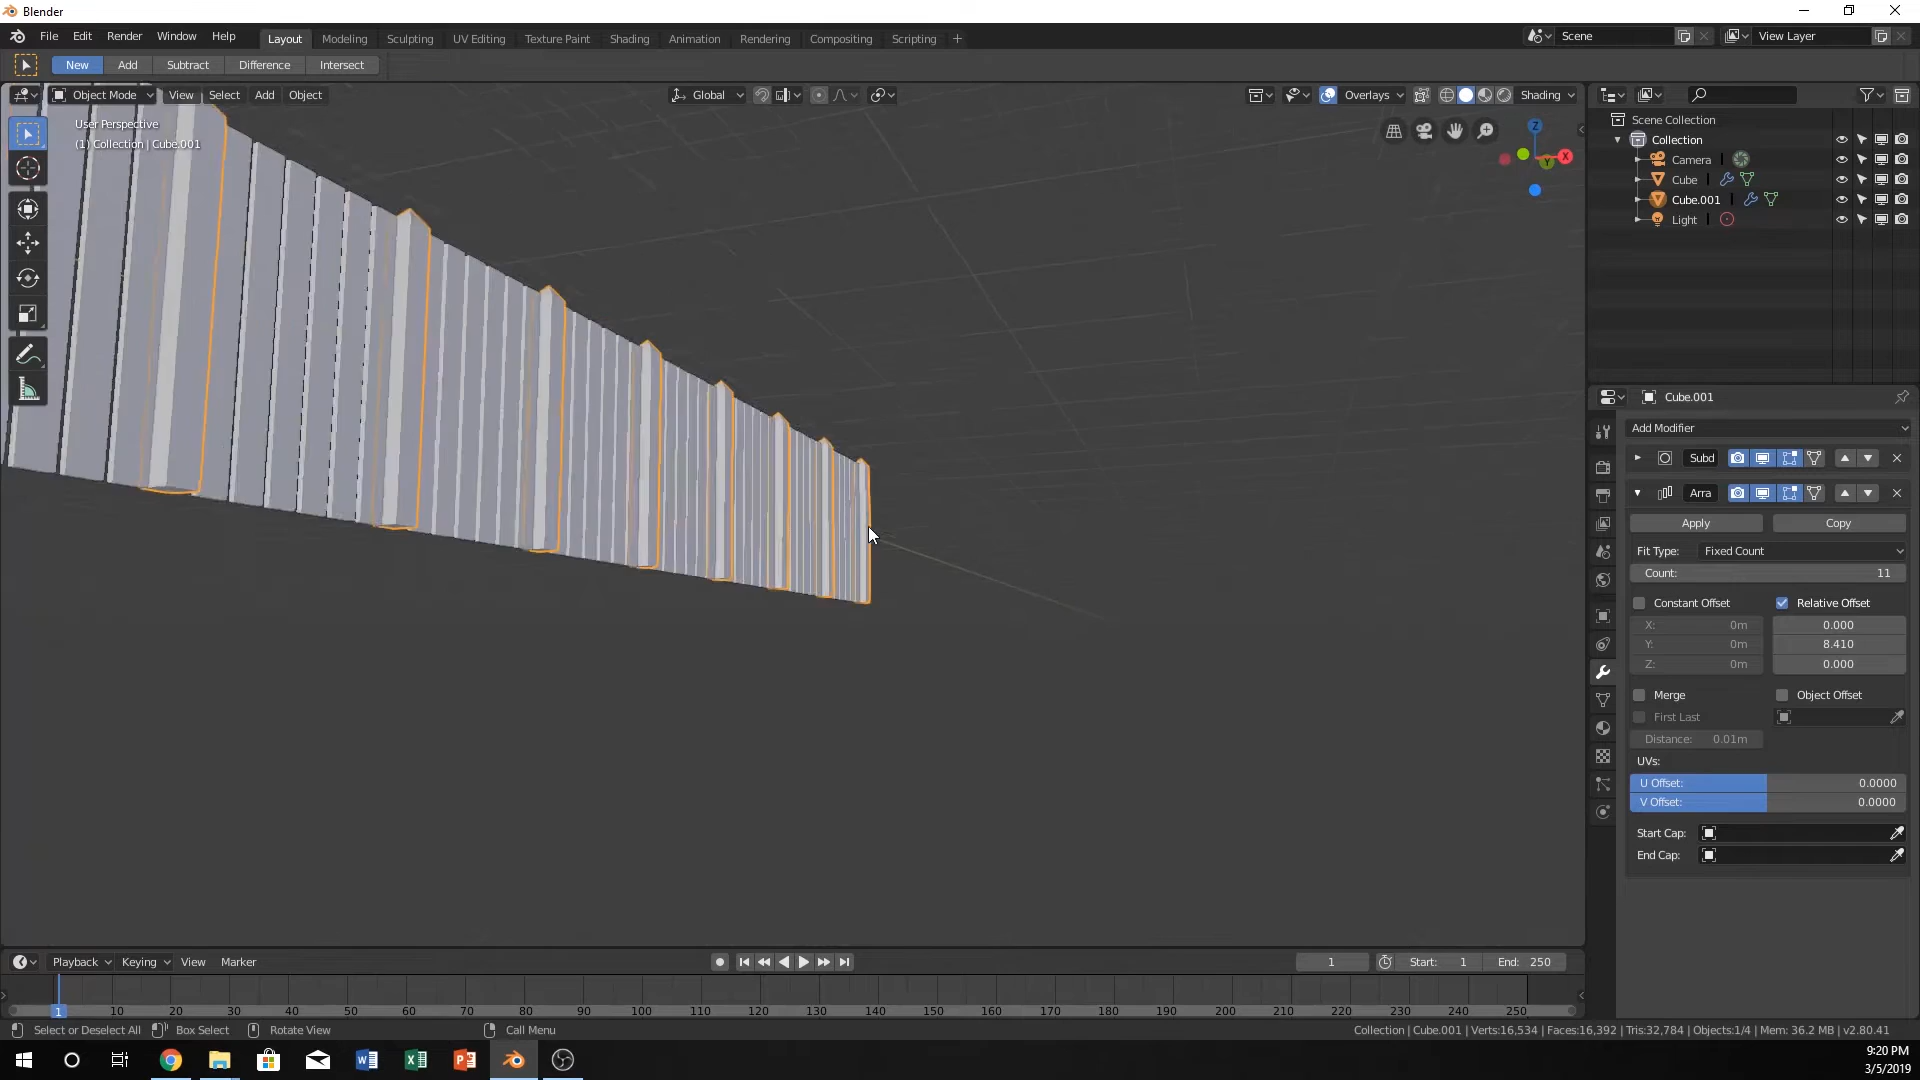 Blender
File Edit Render Window Help Layout Modeling Sculpting UV Editing Texture Paint Shading Animation Rendering Compositing Scripting + Scene View Layer
New Add Subtract Difference Intersect
Object Mode View Select Add Object Global Overlays Shading
User Perspective
(1) Collection | Cube.001
Z
X
Y
Scene Collection
Collection
Camera
Cube
Cube.001
Light
Cube.001
Add Modifier
Subd
Arra
Apply Copy
Fit Type: Fixed Count
Count: 11
Constant Offset Relative Offset
X: 0m 0.000
Y: 0m 8.410
Z: 0m 0.000
Merge Object Offset
First Last
Distance: 0.01m
UVs:
U Offset: 0.0000
V Offset: 0.0000
Start Cap:
End Cap:
Playback Keying View Marker 1 Start: 1 End: 250
1 10 20 30 40 50 60 70 80 90 100 110 120 130 140 150 160 170 180 190 200 210 220 230 240 250
Select or Deselect All Box Select Rotate View Call Menu Collection | Cube.001 | Verts:16,534 | Faces:16,392 | Tris:32,784 | Objects:1/4 | Mem: 36.2 MB | v2.80.41
9:20 PM
3/5/2019